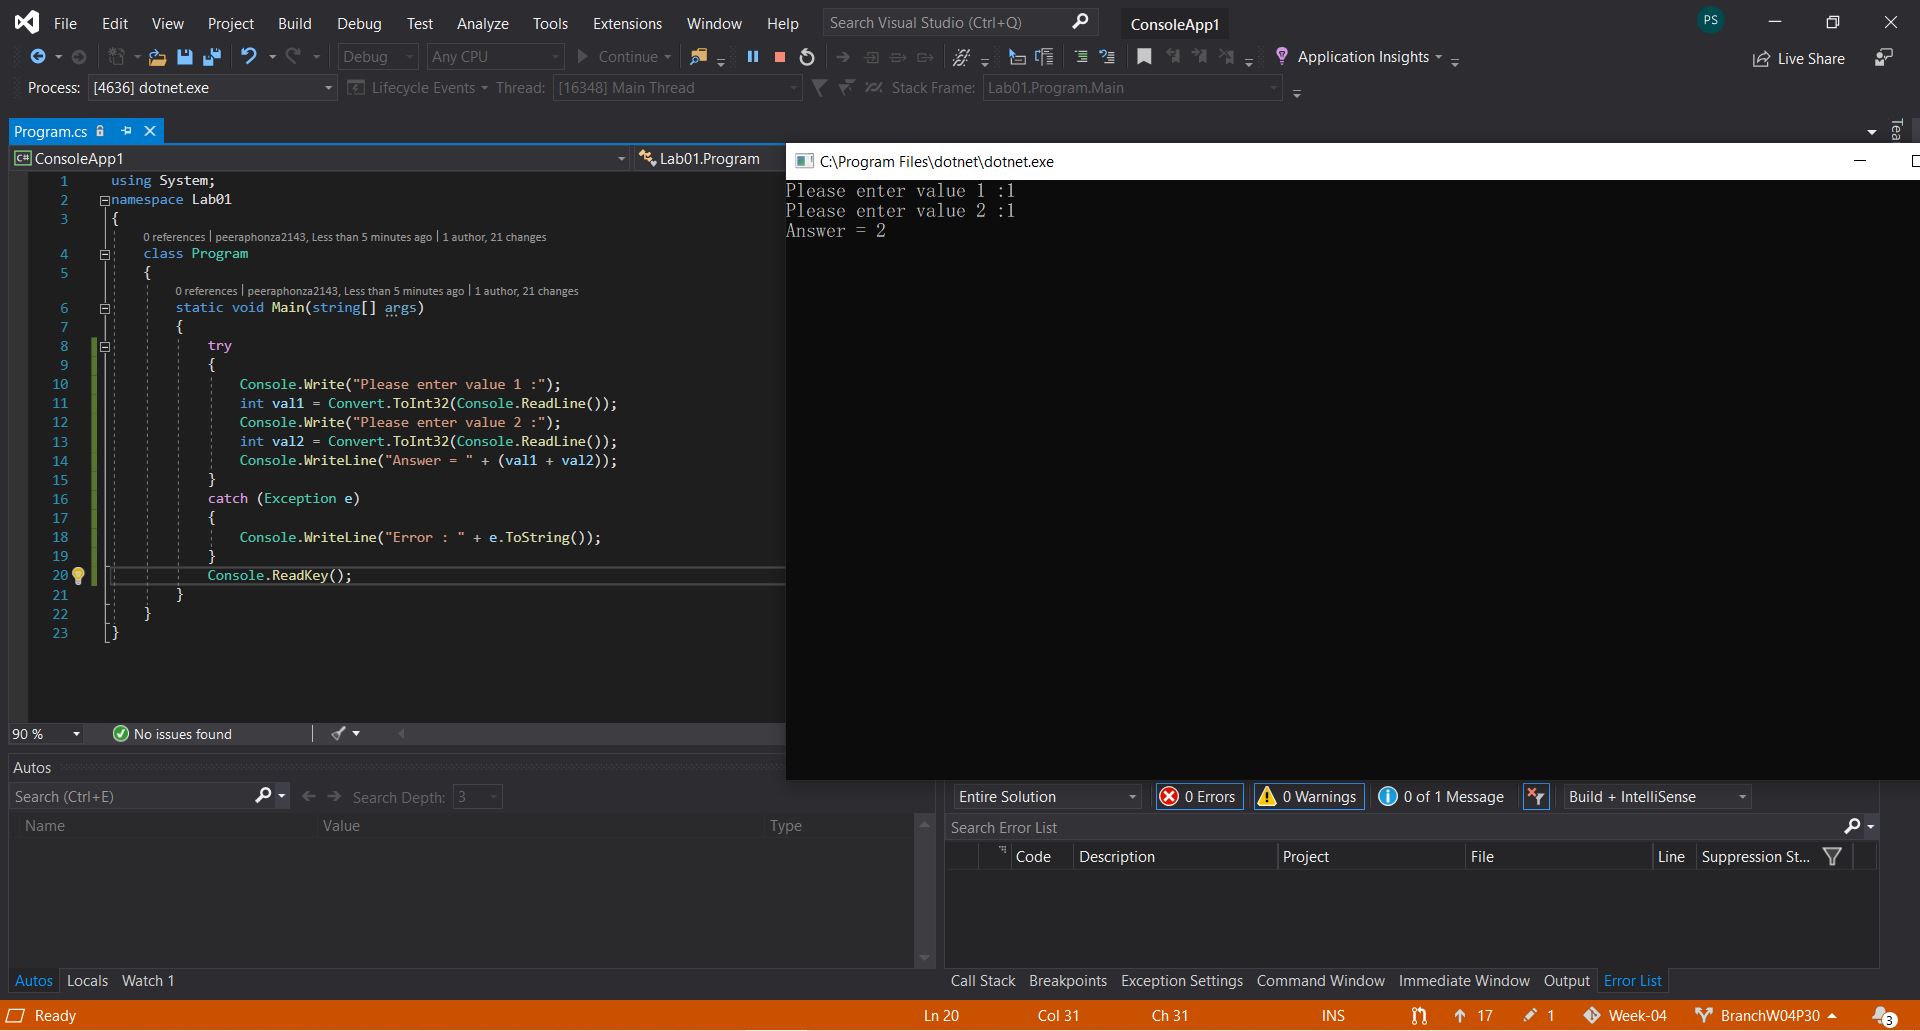 File Edit View Project Build Debug Test Analyze Tools Extensions Window Help Search Visual Studio (Ctrl+Q) ConsoleApp1 PS
Debug Any CPU Continue Application Insights Live Share
Process: [4636] dotnet.exe Lifecycle Events Thread: [16348] Main Thread Stack Frame: Lab01.Program.Main
Program.cs
Tea
C# ConsoleApp1 Lab01.Program
1 using System;
2 namespace Lab01
3 {
0 references | peeraphonza2143, Less than 5 minutes ago | 1 author, 21 changes
4 class Program
5 {
0 references | peeraphonza2143, Less than 5 minutes ago | 1 author, 21 changes
6 static void Main(string[] args)
7 {
8 try
9 {
10 Console.Write("Please enter value 1 :");
11 int val1 = Convert.ToInt32(Console.ReadLine());
12 Console.Write("Please enter value 2 :");
13 int val2 = Convert.ToInt32(Console.ReadLine());
14 Console.WriteLine("Answer = " + (val1 + val2));
15 }
16 catch (Exception e)
17 {
18 Console.WriteLine("Error : " + e.ToString());
19 }
20 Console.ReadKey();
21 }
22 }
23 }
C:\Program Files\dotnet\dotnet.exe
Please enter value 1 :1
Please enter value 2 :1
Answer = 2
90 % No issues found
Autos
Search (Ctrl+E) Search Depth: 3
Name Value Type
Autos Locals Watch 1
Entire Solution 0 Errors 0 Warnings 0 of 1 Message Build + IntelliSense
Search Error List
Code Description Project File Line Suppression St...
Call Stack Breakpoints Exception Settings Command Window Immediate Window Output Error List
Ready Ln 20 Col 31 Ch 31 INS 17 1 Week-04 BranchW04P30 3